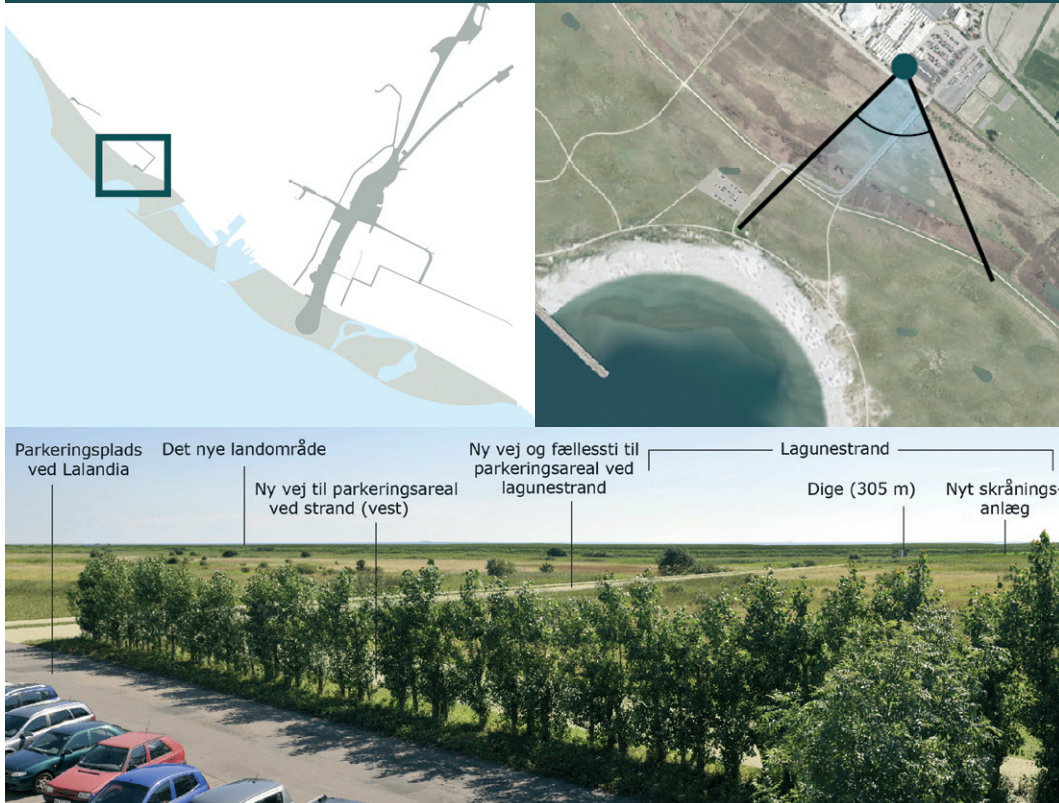 Parkeringsplads
ved Lalandia
Det nye landområde
Ny vej til parkeringsareal
ved strand (vest)
Ny vej og fællessti til
parkeringsareal ved
lagunestrand
Lagunestrand
Dige (305 m)
Nyt skrånings-
anlæg